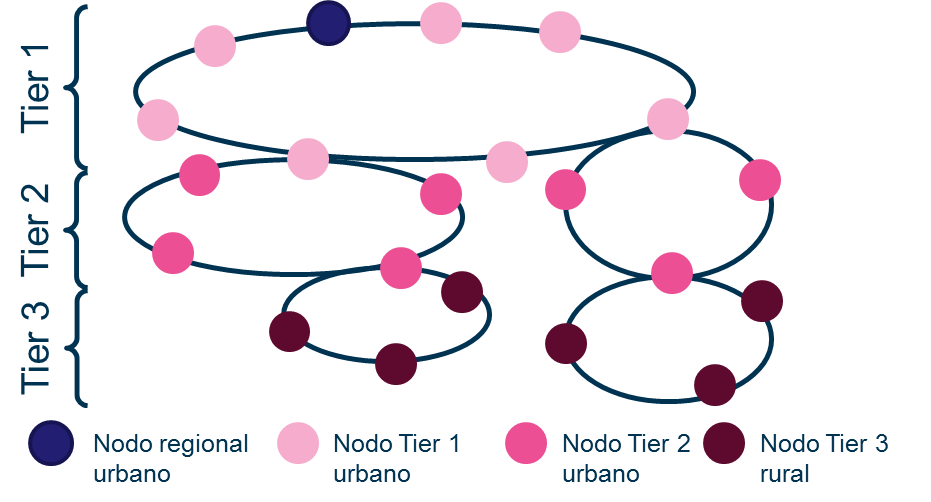 Tier 1
Tier 2
Tier 3
Nodo regional
urbano
Nodo Tier 1
urbano
Nodo Tier 2
urbano
Nodo Tier 3
rural